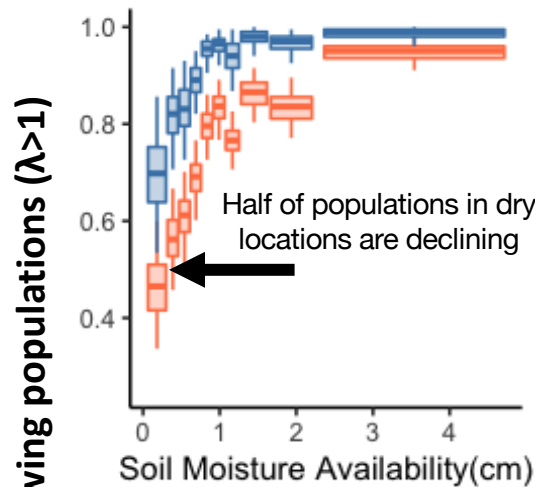 1.0
0.8
0.6
0.4
ving populations (λ>1)
Half of populations in dry
locations are declining
0 1 2 3 4
Soil Moisture Availability(cm)